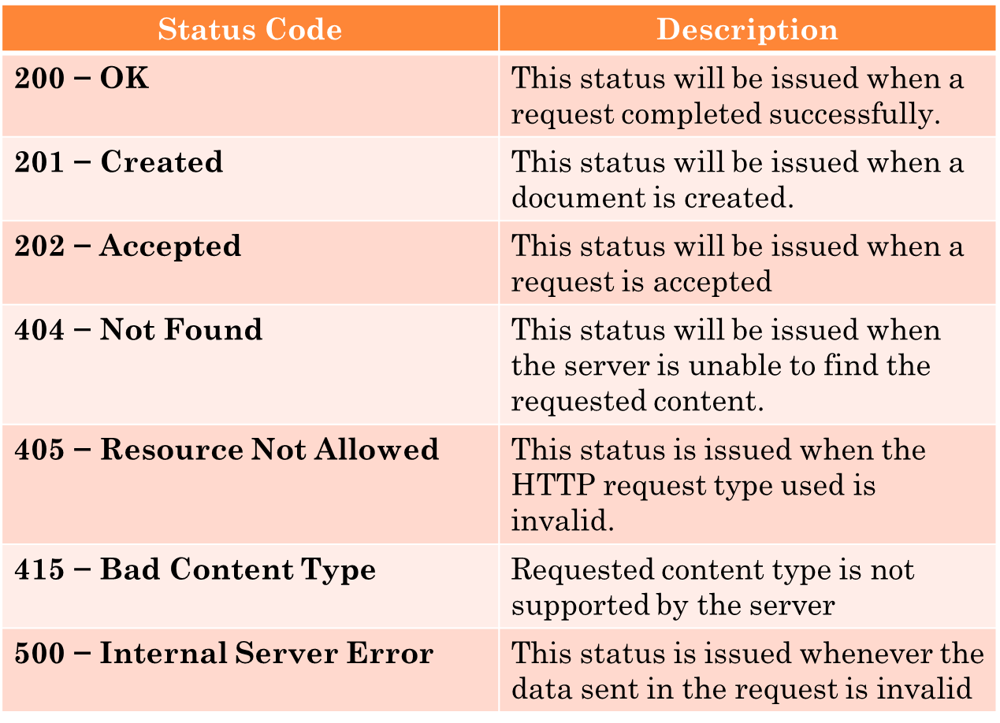 Status Code
Description
200 – OK
This status will be issued when a
request completed successfully.
201 – Created
This status will be issued when a
document is created.
202 – Accepted
This status will be issued when a
request is accepted
404 – Not Found
This status will be issued when
the server is unable to find the
requested content.
405 – Resource Not Allowed
This status is issued when the
HTTP request type used is
invalid.
415 – Bad Content Type
Requested content type is not
supported by the server
500 – Internal Server Error
This status is issued whenever the
data sent in the request is invalid